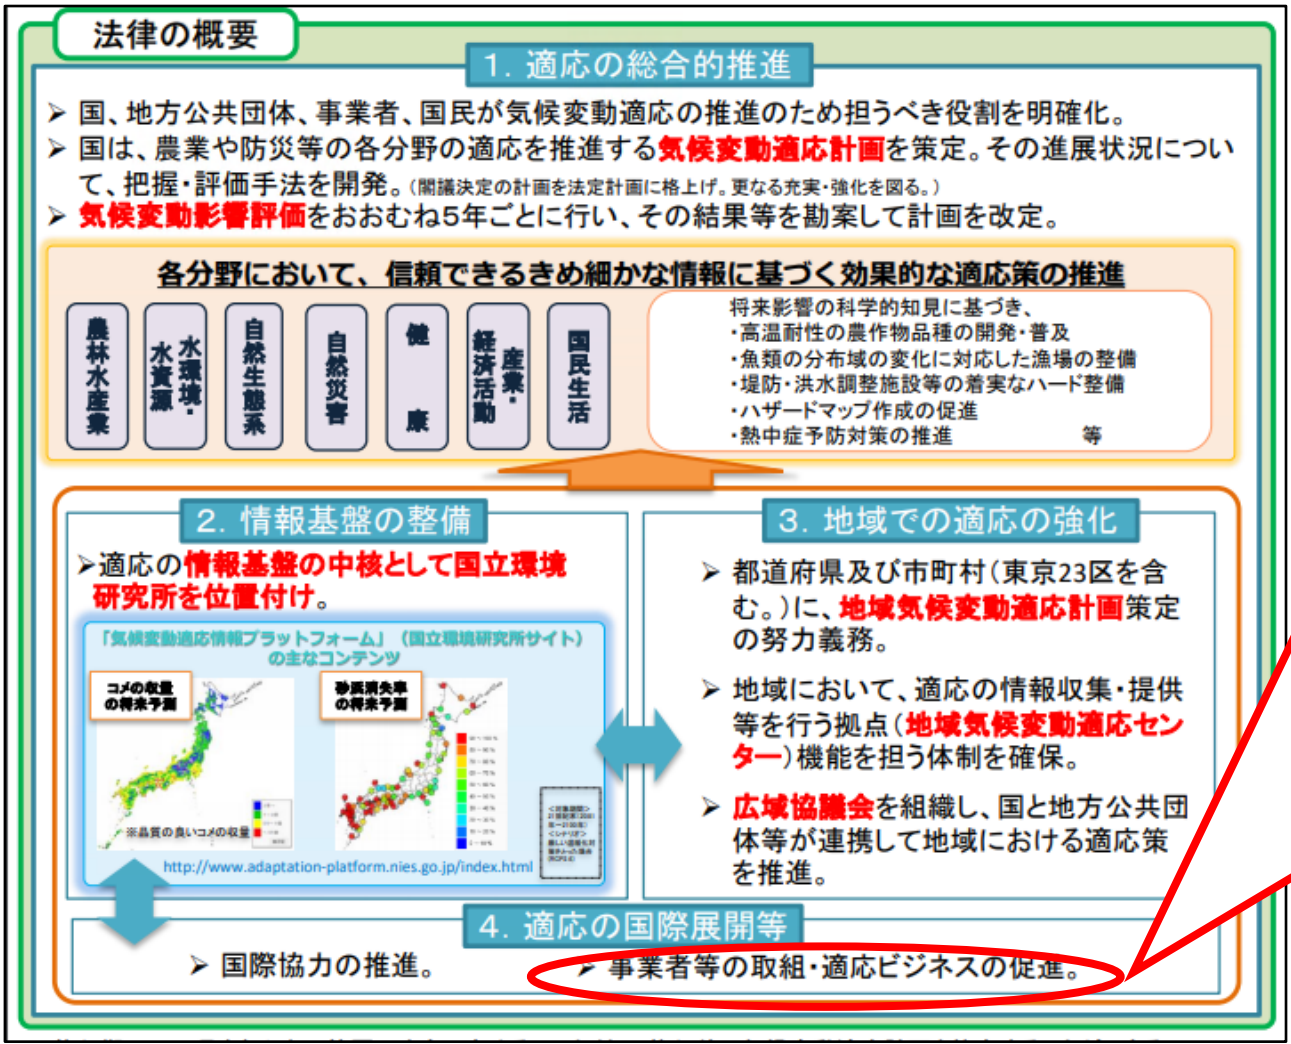 法律の概要
1．適応の総合的推進
➢ 国、地方公共団体、事業者、国民が気候変動適応の推進のため担うべき役割を明確化。
➢ 国は、農業や防災等の各分野の適応を推進する気候変動適応計画を策定。その進展状況につい
て、把握・評価手法を開発。（閣議決定の計画を法定計画に格上げ。更なる充実・強化を図る。）
➢ 気候変動影響評価をおおむね５年ごとに行い、その結果等を勘案して計画を改定。
各分野において、信頼できるきめ細かな情報に基づく効果的な適応策の推進
農林水産業
水環境・
水資源
自然生態系
自然災害
健康
産業・
経済活動
国民生活
将来影響の科学的知見に基づき、
・高温耐性の農作物品種の開発・普及
・魚類の分布域の変化に対応した漁場の整備
・堤防・洪水調整施設等の着実なハード整備
・ハザードマップ作成の促進
・熱中症予防対策の推進 等
2．情報基盤の整備
➢適応の情報基盤の中核として国立環境
研究所を位置付け。
「気候変動適応情報プラットフォーム」（国立環境研究所サイト）
の主なコンテンツ
コメの収量
の将来予測
砂浜消失率
の将来予測
※品質の良いコメの収量
http://www.adaptation-platform.nies.go.jp/index.html
3．地域での適応の強化
➢ 都道府県及び市町村（東京23区を含
む。）に、地域気候変動適応計画策定
の努力義務。
➢ 地域において、適応の情報収集・提供
等を行う拠点（地域気候変動適応セン
ター）機能を担う体制を確保。
➢ 広域協議会を組織し、国と地方公共団
体等が連携して地域における適応策
を推進。
4．適応の国際展開等
➢ 国際協力の推進。
➢ 事業者等の取組・適応ビジネスの促進。